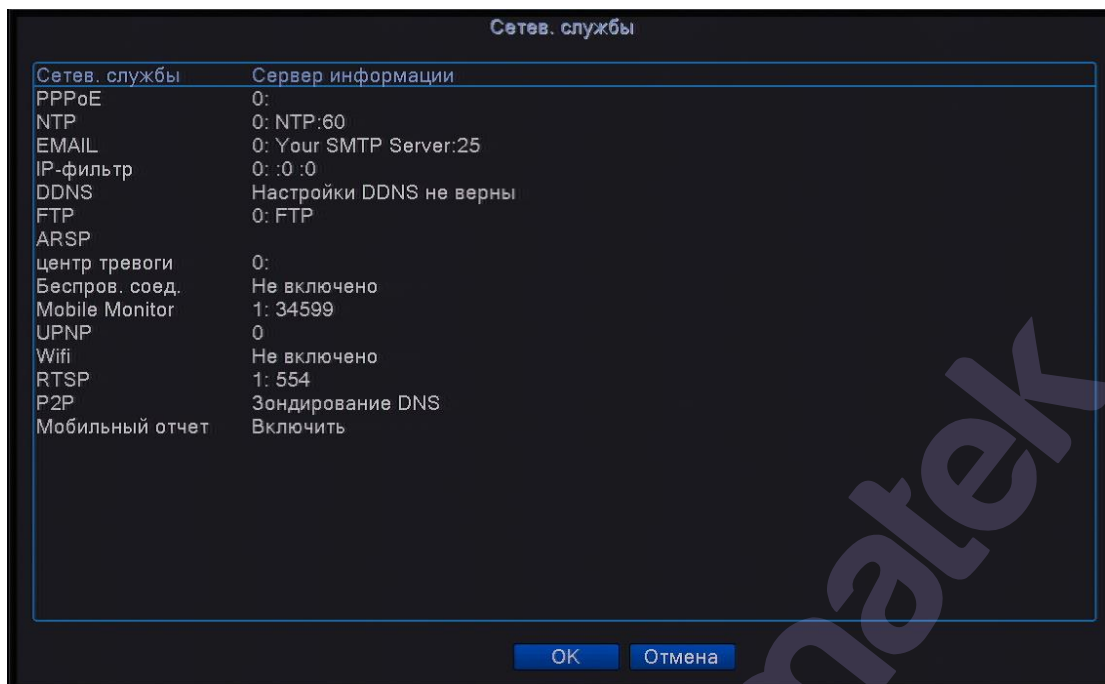 Сетев. службы
Сетев. службы Сервер информации
PPPoE 0:
NTP 0: NTP:60
EMAIL 0: Your SMTP Server:25
IP-фильтр 0: :0 :0
DDNS Настройки DDNS не верны
FTP 0: FTP
ARSP
центр тревоги 0:
Беспров. соед. Не включено
Mobile Monitor 1: 34599
UPNP 0
Wifi Не включено
RTSP 1: 554
P2P Зондирование DNS
Мобильный отчет Включить
OK Отмена
matek